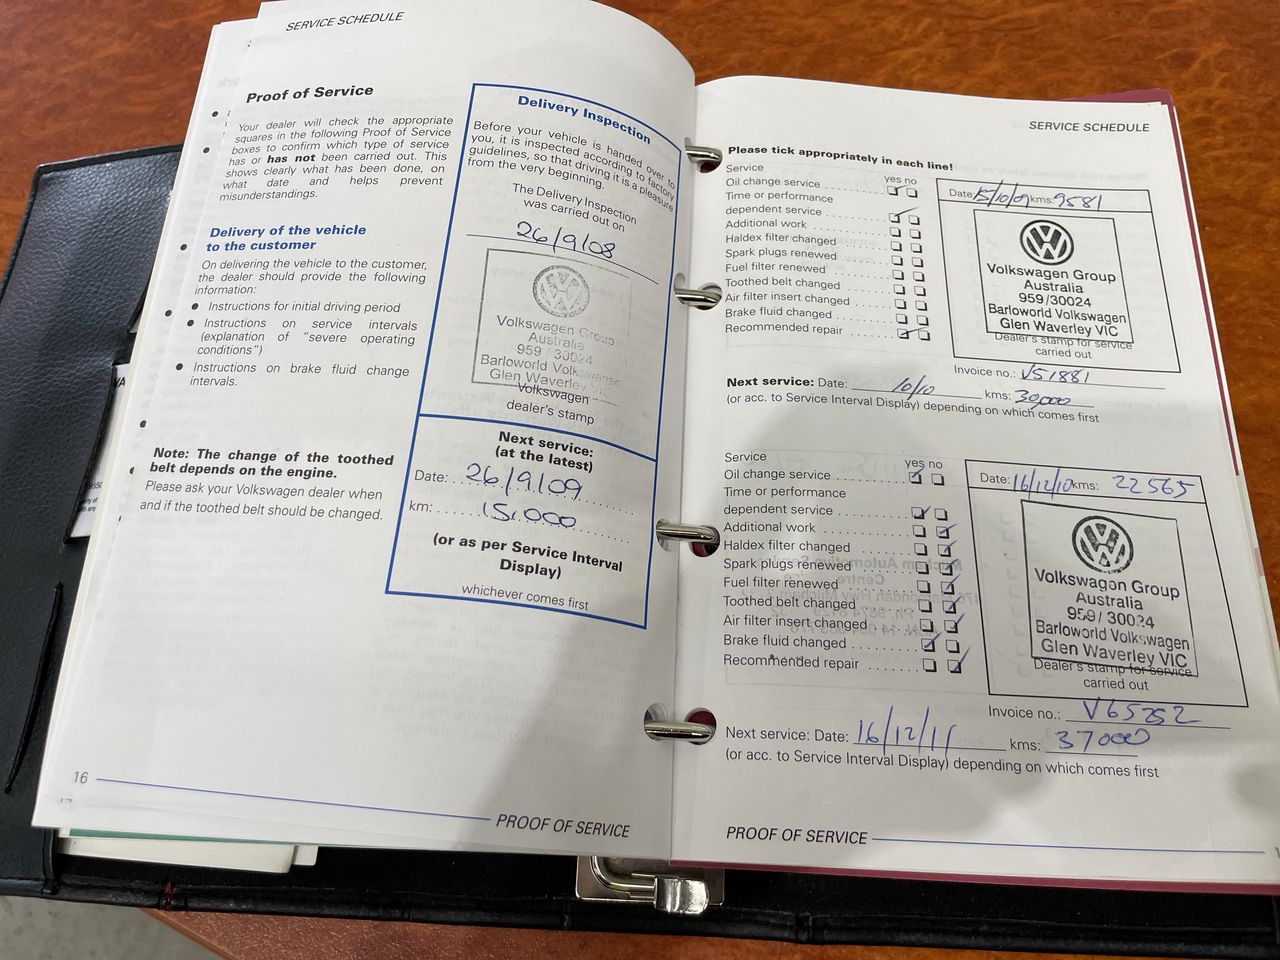 SERVICE SCHEDULE
Proof of Service
Your dealer will check the appropriate
squares in the following Proof of Service
boxes to confirm which type of service
has or has not been carried out. This
shows clearly what has been done, on
what date and helps prevent
misunderstandings.
Delivery of the vehicle
to the customer
On delivering the vehicle to the customer,
the dealer should provide the following
information:
● Instructions for initial driving period
● Instructions on service intervals
(explanation of "severe operating
conditions")
● Instructions on brake fluid change
intervals.
Note: The change of the toothed
belt depends on the engine.
Please ask your Volkswagen dealer when
and if the toothed belt should be changed.
Delivery Inspection
Before your vehicle is handed over to
you, it is inspected according to factory
guidelines, so that driving it is a pleasure
from the very beginning.
The Delivery Inspection
was carried out on
26/9/08
Volkswagen Group
Australia
959 / 30024
Barloworld Volkswagen
Glen Waverley VIC
Volkswagen
dealer's stamp
Next service:
(at the latest)
Date: 26/9/09
km: 15,000
(or as per Service Interval
Display)
whichever comes first
16
PROOF OF SERVICE
SERVICE SCHEDULE
Please tick appropriately in each line!
Service yes no
Oil change service
Time or performance
dependent service
Additional work
Haldex filter changed
Spark plugs renewed
Fuel filter renewed
Toothed belt changed
Air filter insert changed
Brake fluid changed
Recommended repair
Date: 15/10/09 kms: 9581
Volkswagen Group
Australia
959/30024
Barloworld Volkswagen
Glen Waverley VIC
Dealer's stamp for service
carried out
Invoice no.: V51881
Next service: Date: 10/10 kms: 30,000
(or acc. to Service Interval Display) depending on which comes first
Service yes no
Oil change service
Time or performance
dependent service
Additional work
Haldex filter changed
Spark plugs renewed
Fuel filter renewed
Toothed belt changed
Air filter insert changed
Brake fluid changed
Recommended repair
Date: 16/12/10 kms: 22565
Volkswagen Group
Australia
959/ 30024
Barloworld Volkswagen
Glen Waverley VIC
Dealer's stamp for service
carried out
Invoice no.: V65252
Next service: Date: 16/12/11 kms: 37000
(or acc. to Service Interval Display) depending on which comes first
PROOF OF SERVICE